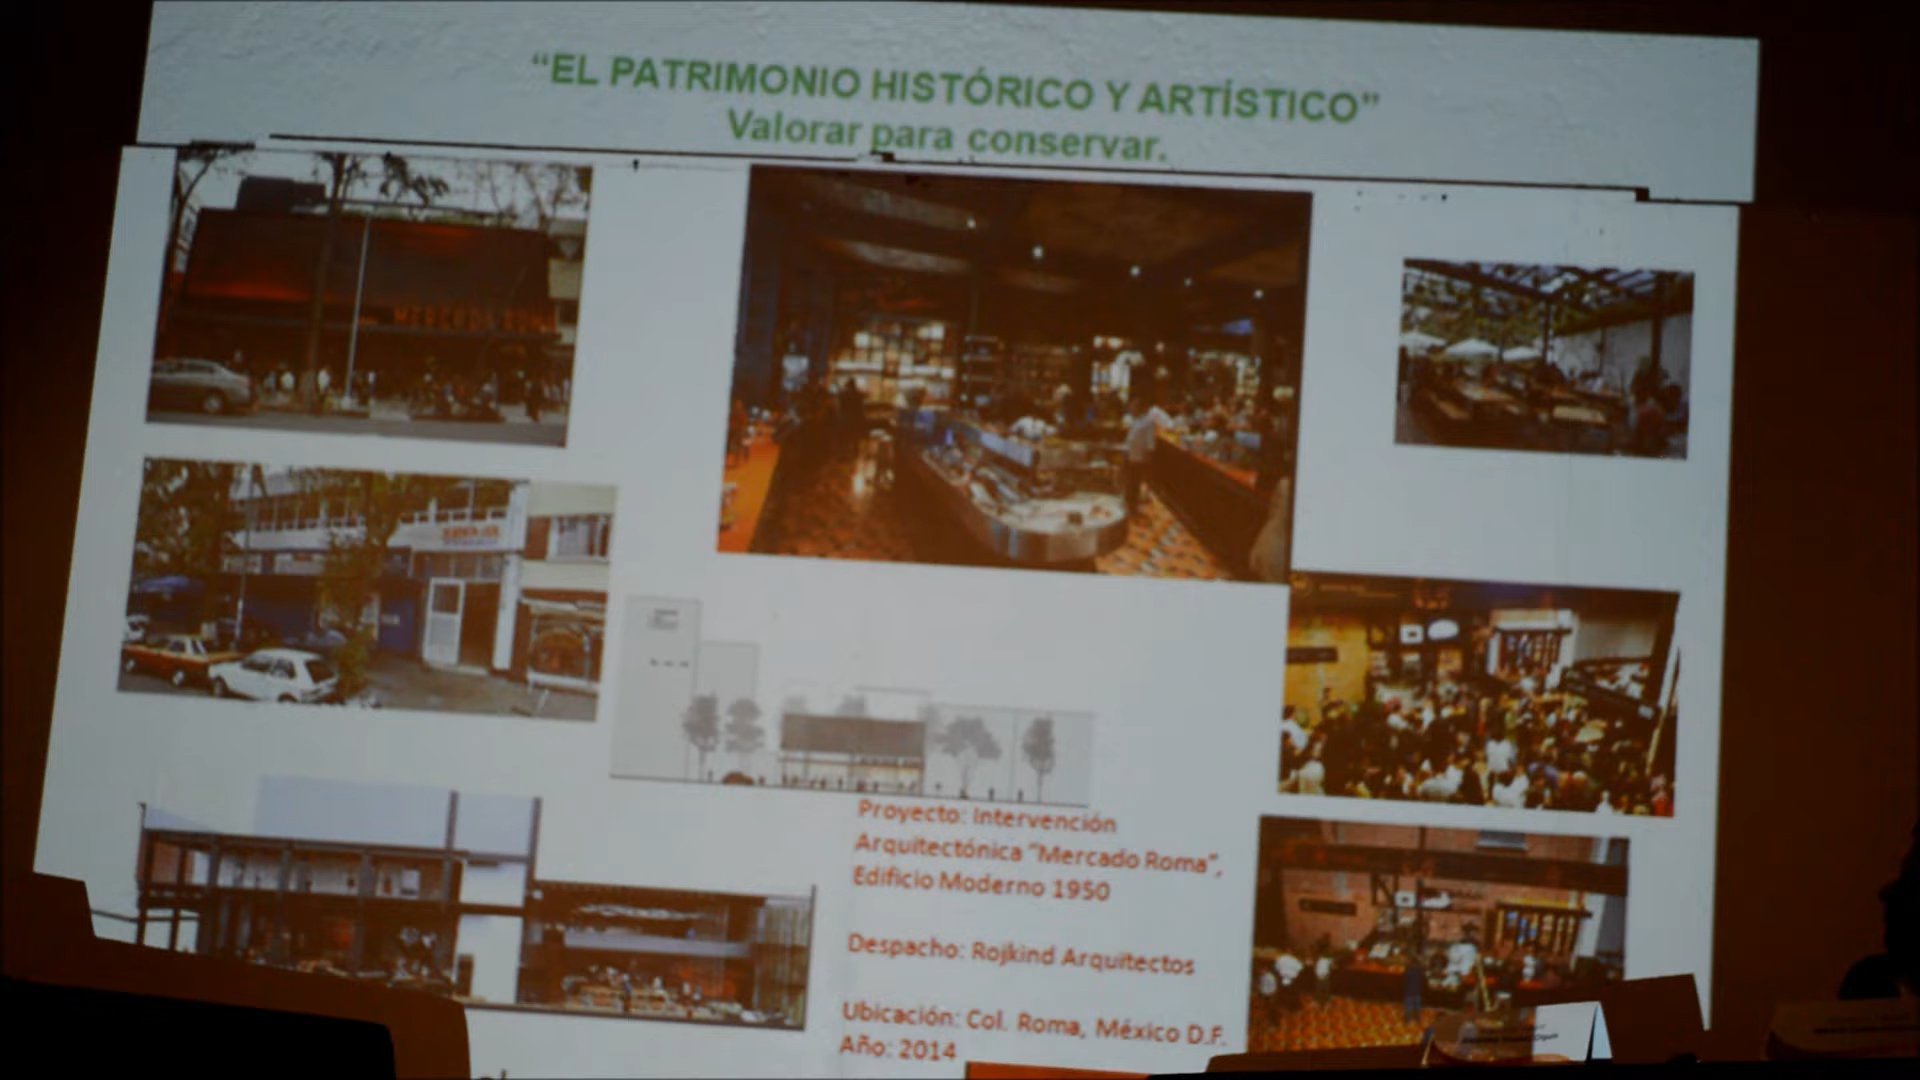 “EL PATRIMONIO HISTÓRICO Y ARTÍSTICO”
Valorar para conservar.
MERCADO ROMA
Proyecto: Intervención
Arquitectónica “Mercado Roma”,
Edificio Moderno 1950
Despacho: Rojkind Arquitectos
Ubicación: Col. Roma, México D.F.
Año: 2014